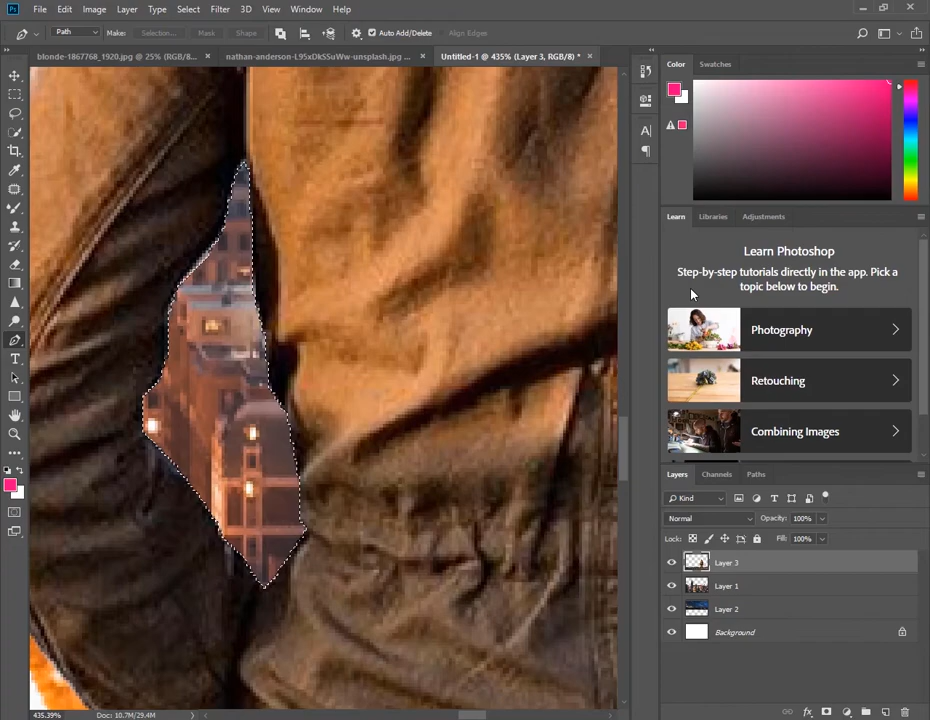 Ps File Edit Image Layer Type Select Filter 3D View Window Help
Path Make: Selection... Mask Shape Auto Add/Delete Align Edges
blonde-1867768_1920.jpg @ 25% (RGB/8) × nathan-anderson-L95xDkSSuWw-unsplash.jpg ... × Untitled-1 @ 435% (Layer 3, RGB/8) * ×
Color Swatches
Learn Libraries Adjustments
Learn Photoshop
Step-by-step tutorials directly in the app. Pick a
topic below to begin.
Photography
Retouching
Combining Images
Layers Channels Paths
Kind
Normal Opacity: 100%
Lock: Fill: 100%
Layer 3
Layer 1
Layer 2
Background
435.39% Doc: 10.7M/29.4M